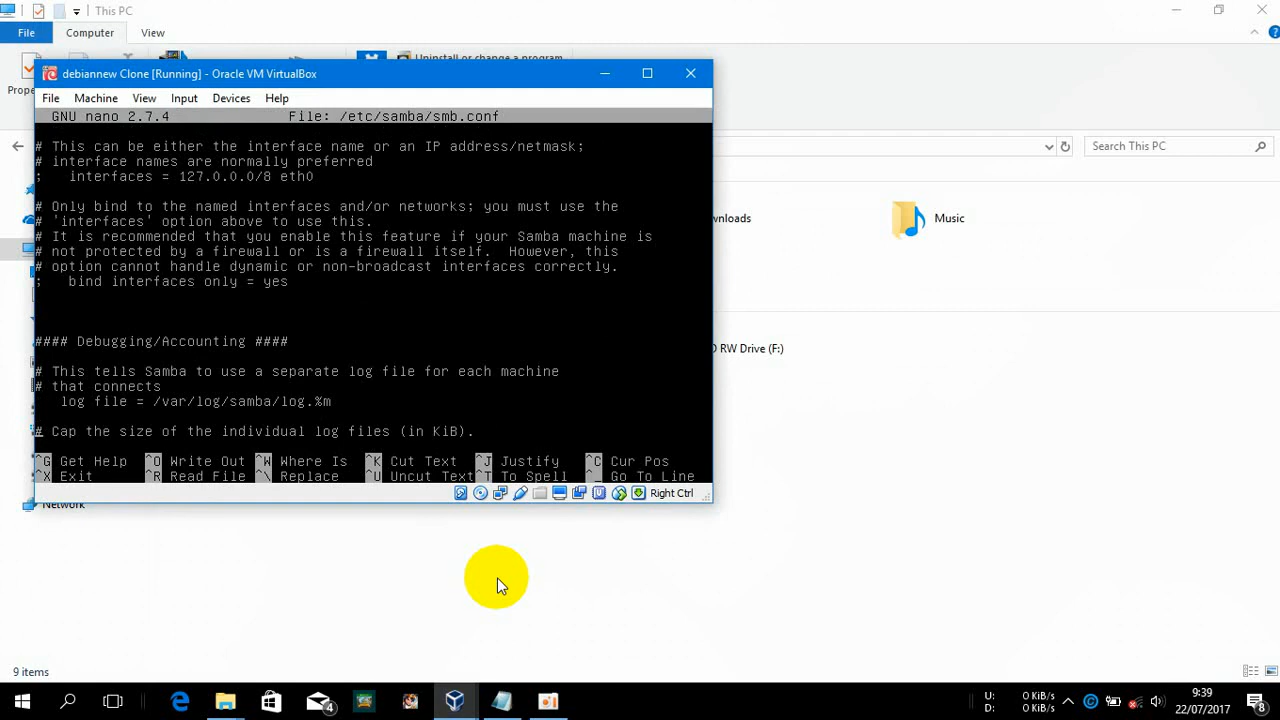 This PC
File
Computer
View
Uninstall or change a program
debiannew Clone [Running] - Oracle VM VirtualBox
File Machine View Input Devices Help
GNU nano 2.7.4 File: /etc/samba/smb.conf
# This can be either the interface name or an IP address/netmask;
# interface names are normally preferred
; interfaces = 127.0.0.0/8 eth0
# Only bind to the named interfaces and/or networks; you must use the
# 'interfaces' option above to use this.
# It is recommended that you enable this feature if your Samba machine is
# not protected by a firewall or is a firewall itself. However, this
# option cannot handle dynamic or non-broadcast interfaces correctly.
; bind interfaces only = yes
#### Debugging/Accounting ####
# This tells Samba to use a separate log file for each machine
# that connects
log file = /var/log/samba/log.%m
# Cap the size of the individual log files (in KiB).
^G Get Help ^O Write Out ^W Where Is ^K Cut Text ^J Justify ^C Cur Pos
^X Exit ^R Read File ^\ Replace ^U Uncut Text ^T To Spell ^_ Go To Line
Right Ctrl
Search This PC
wnloads
Music
RW Drive (F:)
Network
9 items
4
U: 0 KiB/s
D: 0 KiB/s
9:39
22/07/2017
8